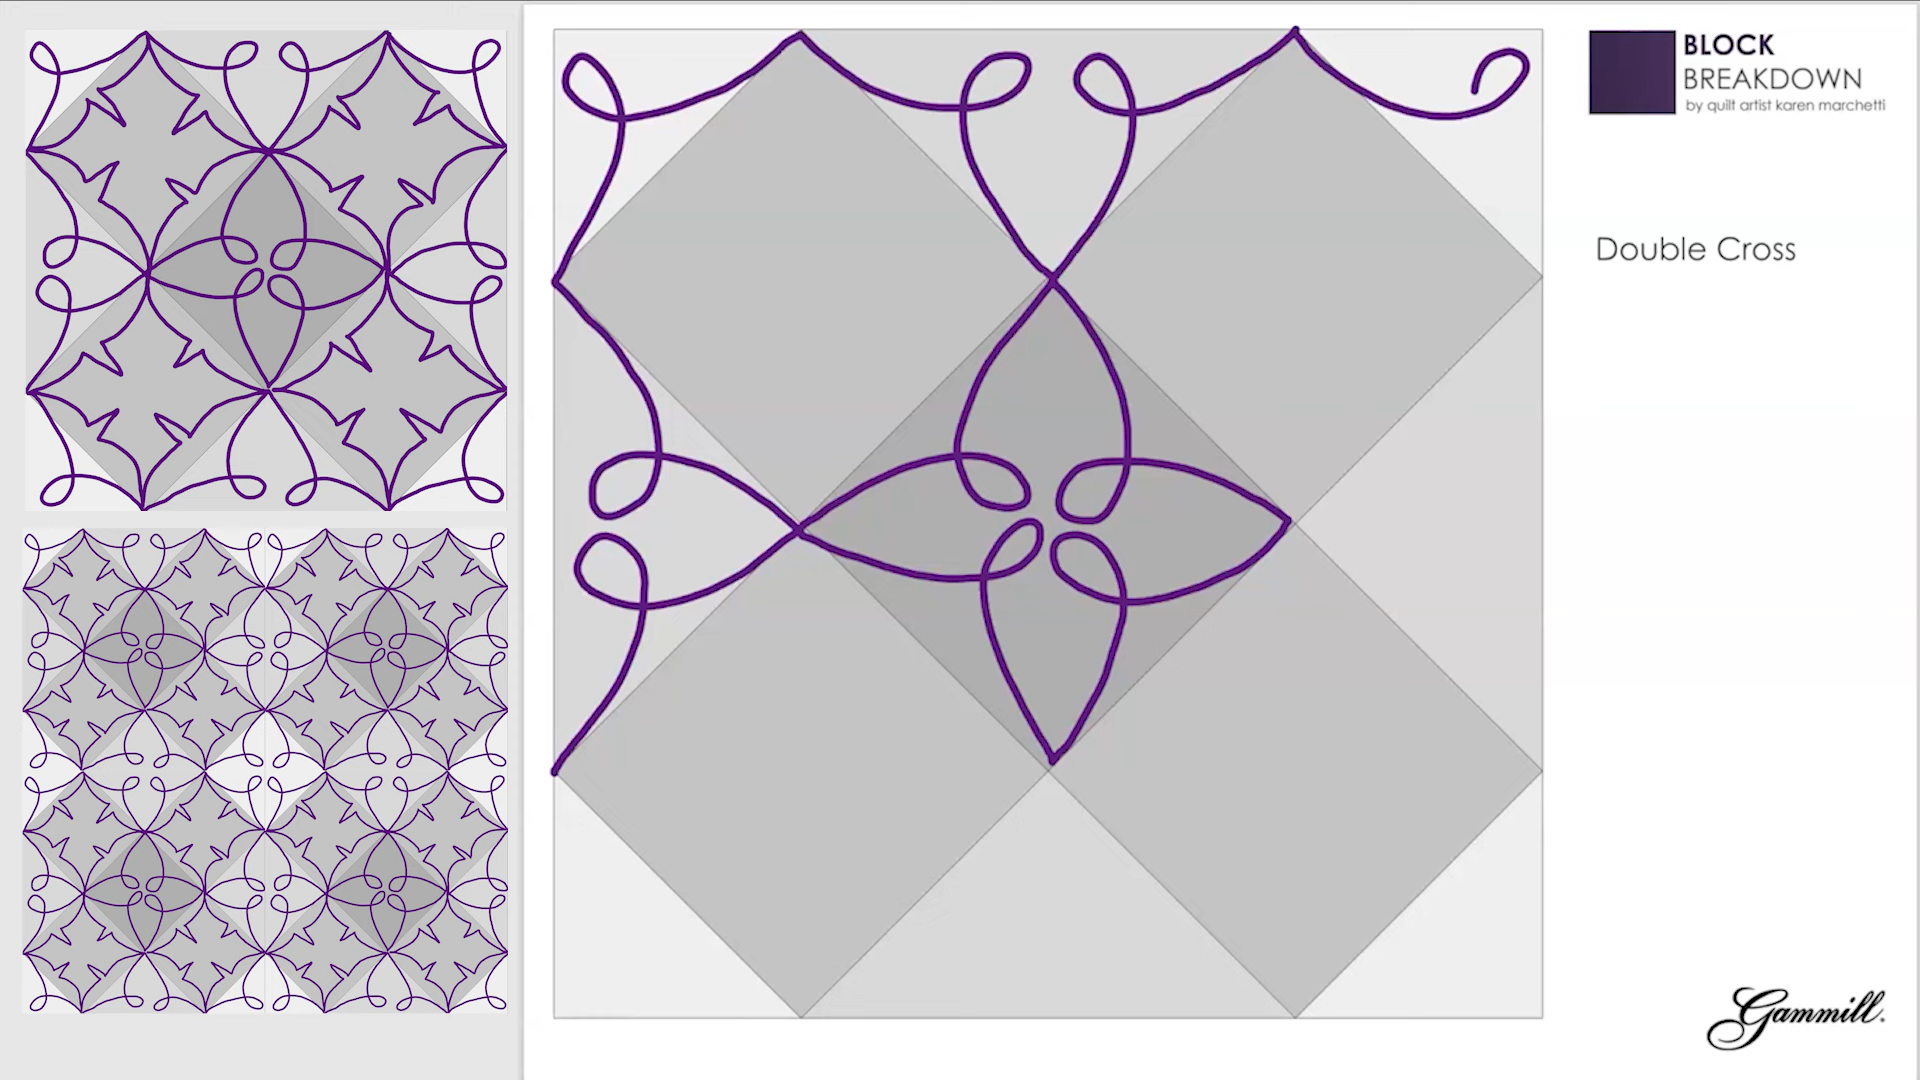 BLOCK
BREAKDOWN
by quilt artist karen marchetti
Double Cross
Gammill.